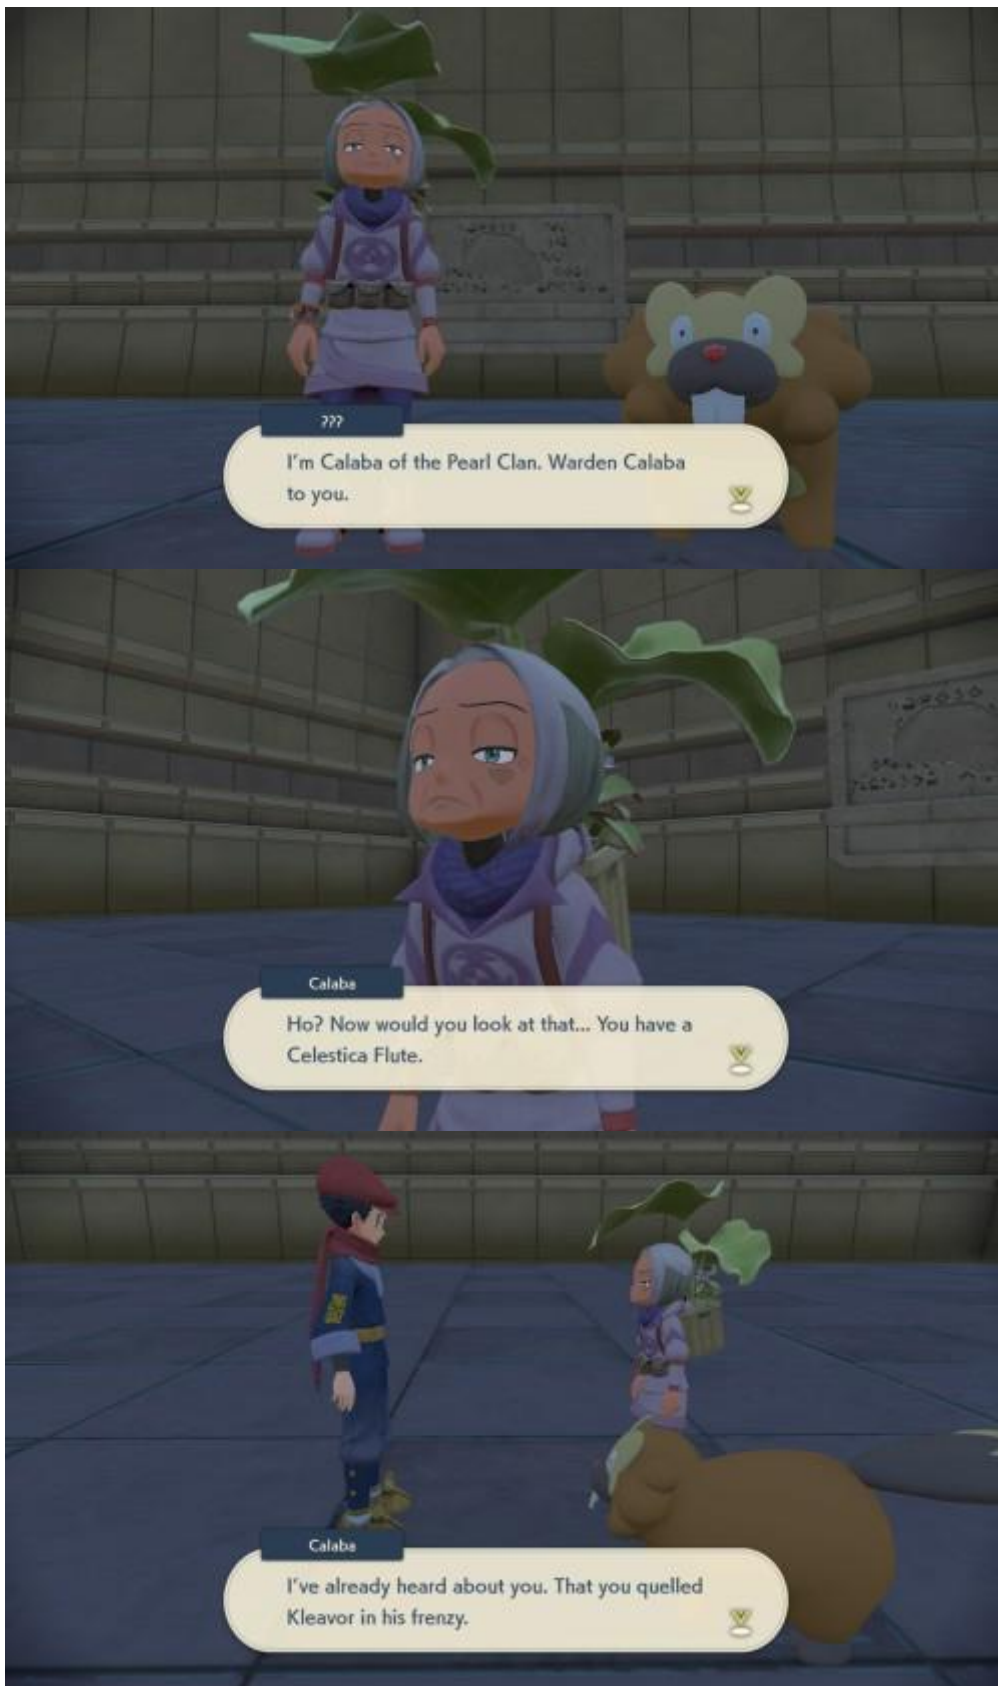 ???
I'm Calaba of the Pearl Clan. Warden Calaba
to you.
Calaba
Ho? Now would you look at that... You have a
Celestica Flute.
Calaba
I've already heard about you. That you quelled
Kleavor in his frenzy.